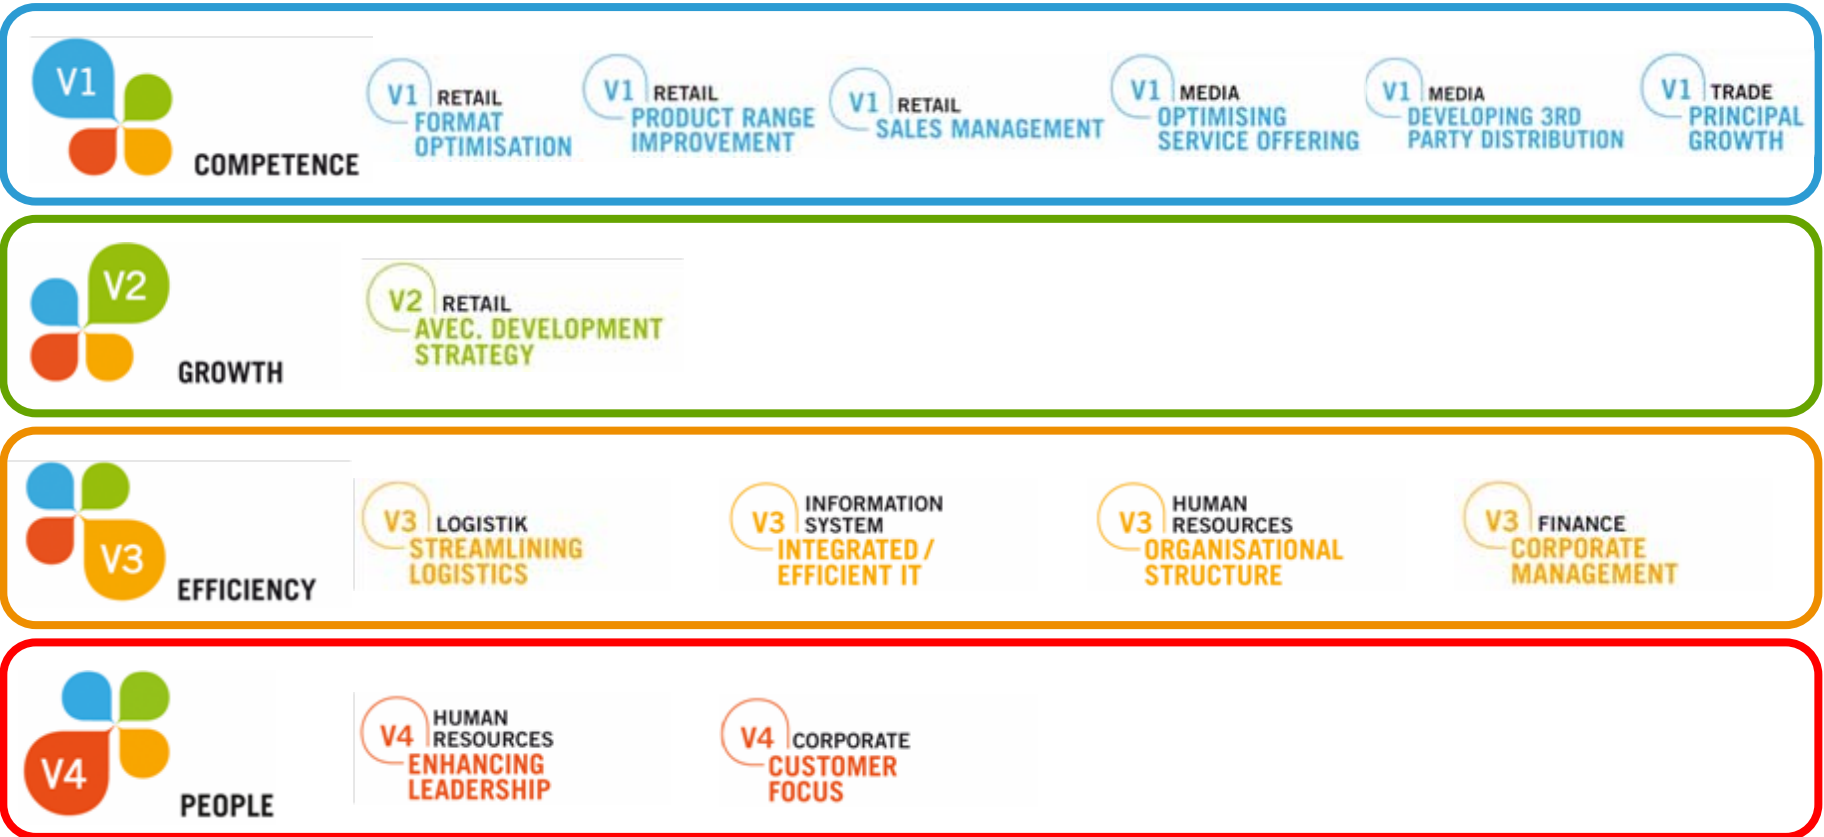 V1
COMPETENCE
V1 RETAIL
FORMAT
OPTIMISATION
V1 RETAIL
PRODUCT RANGE
IMPROVEMENT
V1 RETAIL
SALES MANAGEMENT
V1 MEDIA
OPTIMISING
SERVICE OFFERING
V1 MEDIA
DEVELOPING 3RD
PARTY DISTRIBUTION
V1 TRADE
PRINCIPAL
GROWTH
V2
GROWTH
V2 RETAIL
AVEC. DEVELOPMENT
STRATEGY
V3
EFFICIENCY
V3 LOGISTIK
STREAMLINING
LOGISTICS
INFORMATION
V3 SYSTEM
INTEGRATED /
EFFICIENT IT
HUMAN
V3 RESOURCES
ORGANISATIONAL
STRUCTURE
V3 FINANCE
CORPORATE
MANAGEMENT
V4
PEOPLE
HUMAN
V4 RESOURCES
ENHANCING
LEADERSHIP
V4 CORPORATE
CUSTOMER
FOCUS